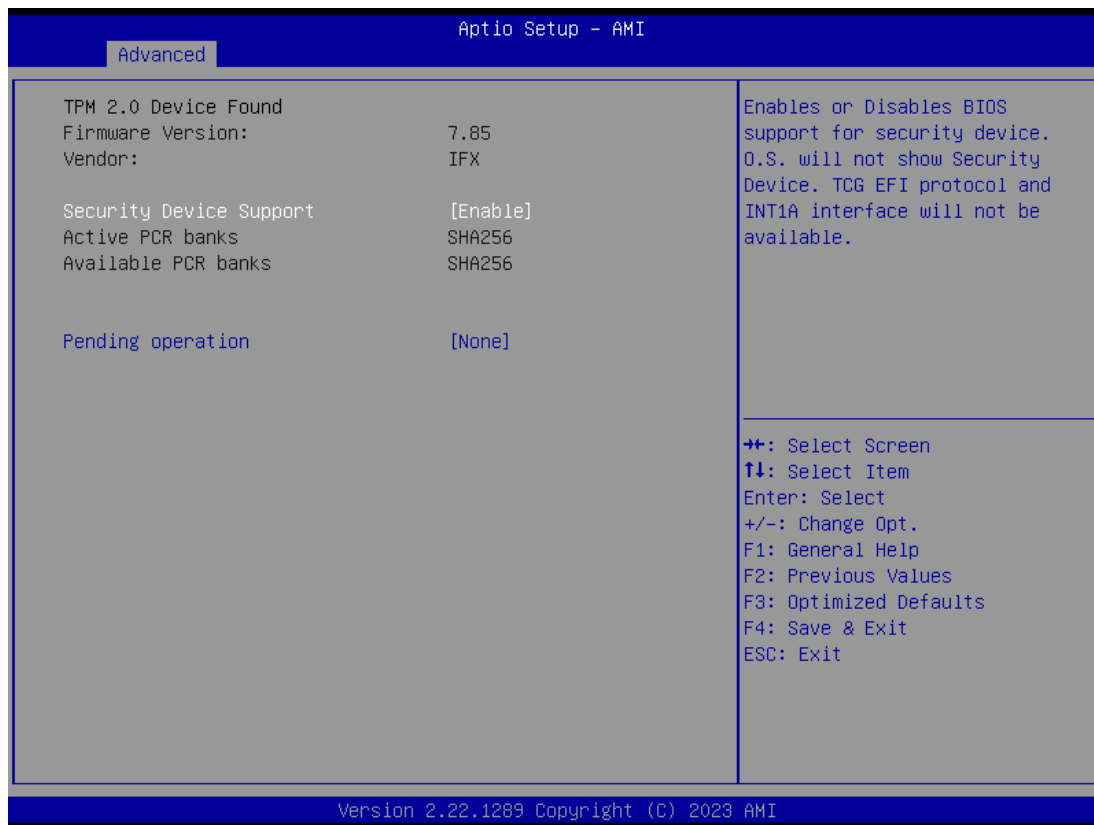 Aptio Setup – AMI
Advanced
TPM 2.0 Device Found
Firmware Version: 7.85
Vendor: IFX
Security Device Support [Enable]
Active PCR banks SHA256
Available PCR banks SHA256
Pending operation [None]
Enables or Disables BIOS
support for security device.
O.S. will not show Security
Device. TCG EFI protocol and
INT1A interface will not be
available.
→←: Select Screen
↑↓: Select Item
Enter: Select
+/-: Change Opt.
F1: General Help
F2: Previous Values
F3: Optimized Defaults
F4: Save & Exit
ESC: Exit
Version 2.22.1289 Copyright (C) 2023 AMI